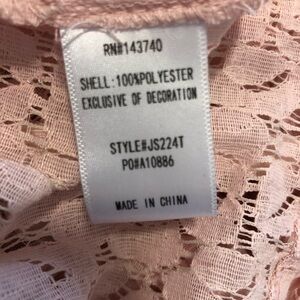 RN#143740
SHELL:100%POLYESTER
EXCLUSIVE OF DECORATION
STYLE#JS224T
PO#A10886
MADE IN CHINA